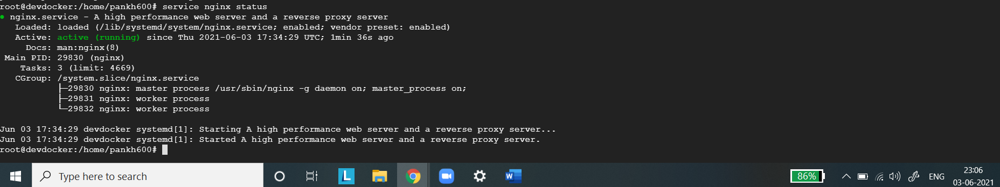 root@devdocker:/home/pankh600# service nginx status
● nginx.service - A high performance web server and a reverse proxy server
Loaded: loaded (/lib/systemd/system/nginx.service; enabled; vendor preset: enabled)
Active: active (running) since Thu 2021-06-03 17:34:29 UTC; 1min 36s ago
Docs: man:nginx(8)
Main PID: 29830 (nginx)
Tasks: 3 (limit: 4669)
CGroup: /system.slice/nginx.service
├─29830 nginx: master process /usr/sbin/nginx -g daemon on; master_process on;
├─29831 nginx: worker process
└─29832 nginx: worker process
Jun 03 17:34:29 devdocker systemd[1]: Starting A high performance web server and a reverse proxy server...
Jun 03 17:34:29 devdocker systemd[1]: Started A high performance web server and a reverse proxy server.
root@devdocker:/home/pankh600#
Type here to search
L
W
86%
ENG
23:06
03-06-2021